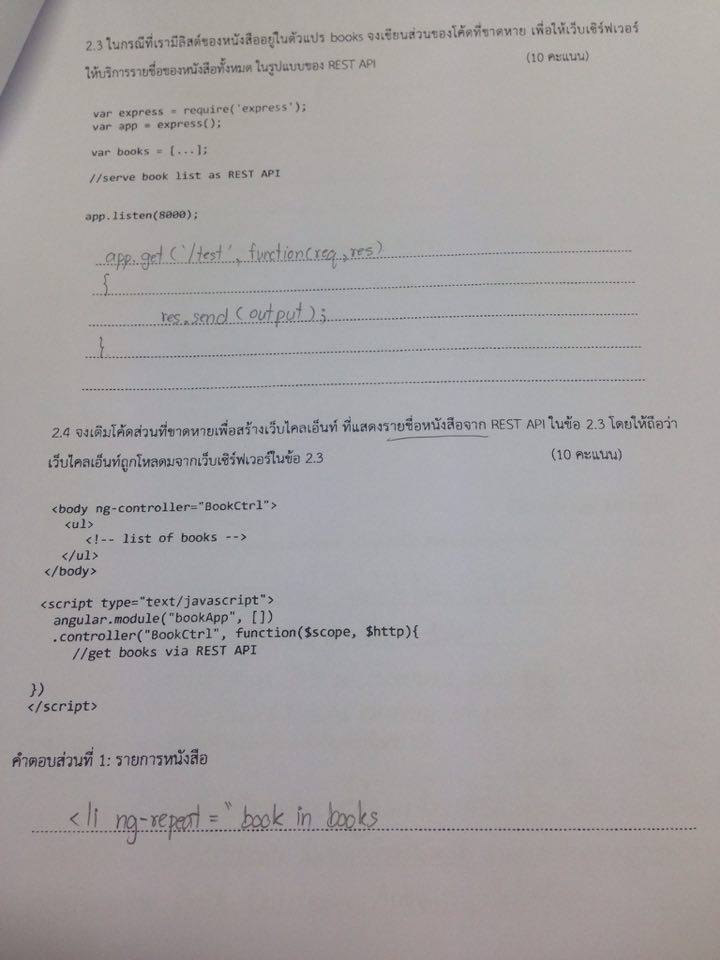 2.3 ในกรณีที่เรามีลิสต์ของหนังสืออยู่ในตัวแปร books จงเขียนส่วนของโค้ดที่ขาดหาย เพื่อให้เว็บเซิร์ฟเวอร์
ให้บริการรายชื่อของหนังสือทั้งหมด ในรูปแบบของ REST API (10 คะแนน)
var express = require('express');
var app = express();
var books = [...];
//serve book list as REST API
app.listen(8000);
app.get('/test', function(req,res)
{
res.send(output);
}
2.4 จงเติมโค้ดส่วนที่ขาดหายเพื่อสร้างเว็บไคลเอ็นท์ ที่แสดงรายชื่อหนังสือจาก REST API ในข้อ 2.3 โดยให้ถือว่า
เว็บไคลเอ็นท์ถูกโหลดมจากเว็บเซิร์ฟเวอร์ในข้อ 2.3 (10 คะแนน)
<body ng-controller="BookCtrl">
<ul>
<!-- list of books -->
</ul>
</body>
<script type="text/javascript">
angular.module("bookApp", [])
.controller("BookCtrl", function($scope, $http){
//get books via REST API
})
</script>
คำตอบส่วนที่ 1: รายการหนังสือ
<li ng-repeat = " book in books